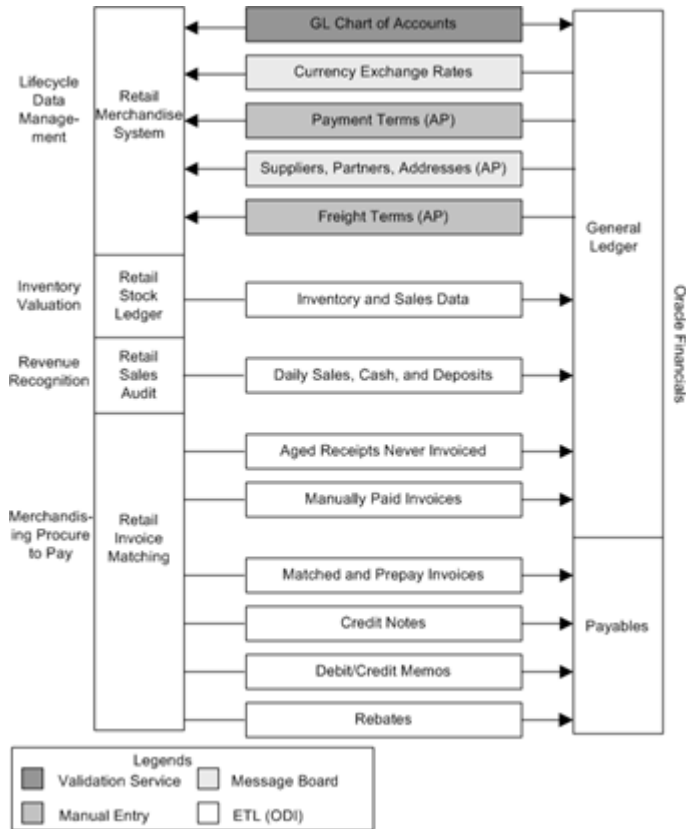 GL Chart of Accounts
Currency Exchange Rates
Payment Terms (AP)
Suppliers, Partners, Addresses (AP)
Freight Terms (AP)
Lifecycle
Data
Manage-
ment
Retail
Merchandise
System
General
Ledger
Inventory
Valuation
Retail
Stock
Ledger
Inventory and Sales Data
Oracle Financials
Revenue
Recognition
Retail
Sales
Audit
Daily Sales, Cash, and Deposits
Aged Receipts Never Invoiced
Manually Paid Invoices
Merchandis-
ing Procure
to Pay
Retail
Invoice
Matching
Matched and Prepay Invoices
Credit Notes
Debit/Credit Memos
Rebates
Payables
Legends
Validation Service
Message Board
Manual Entry
ETL (ODI)